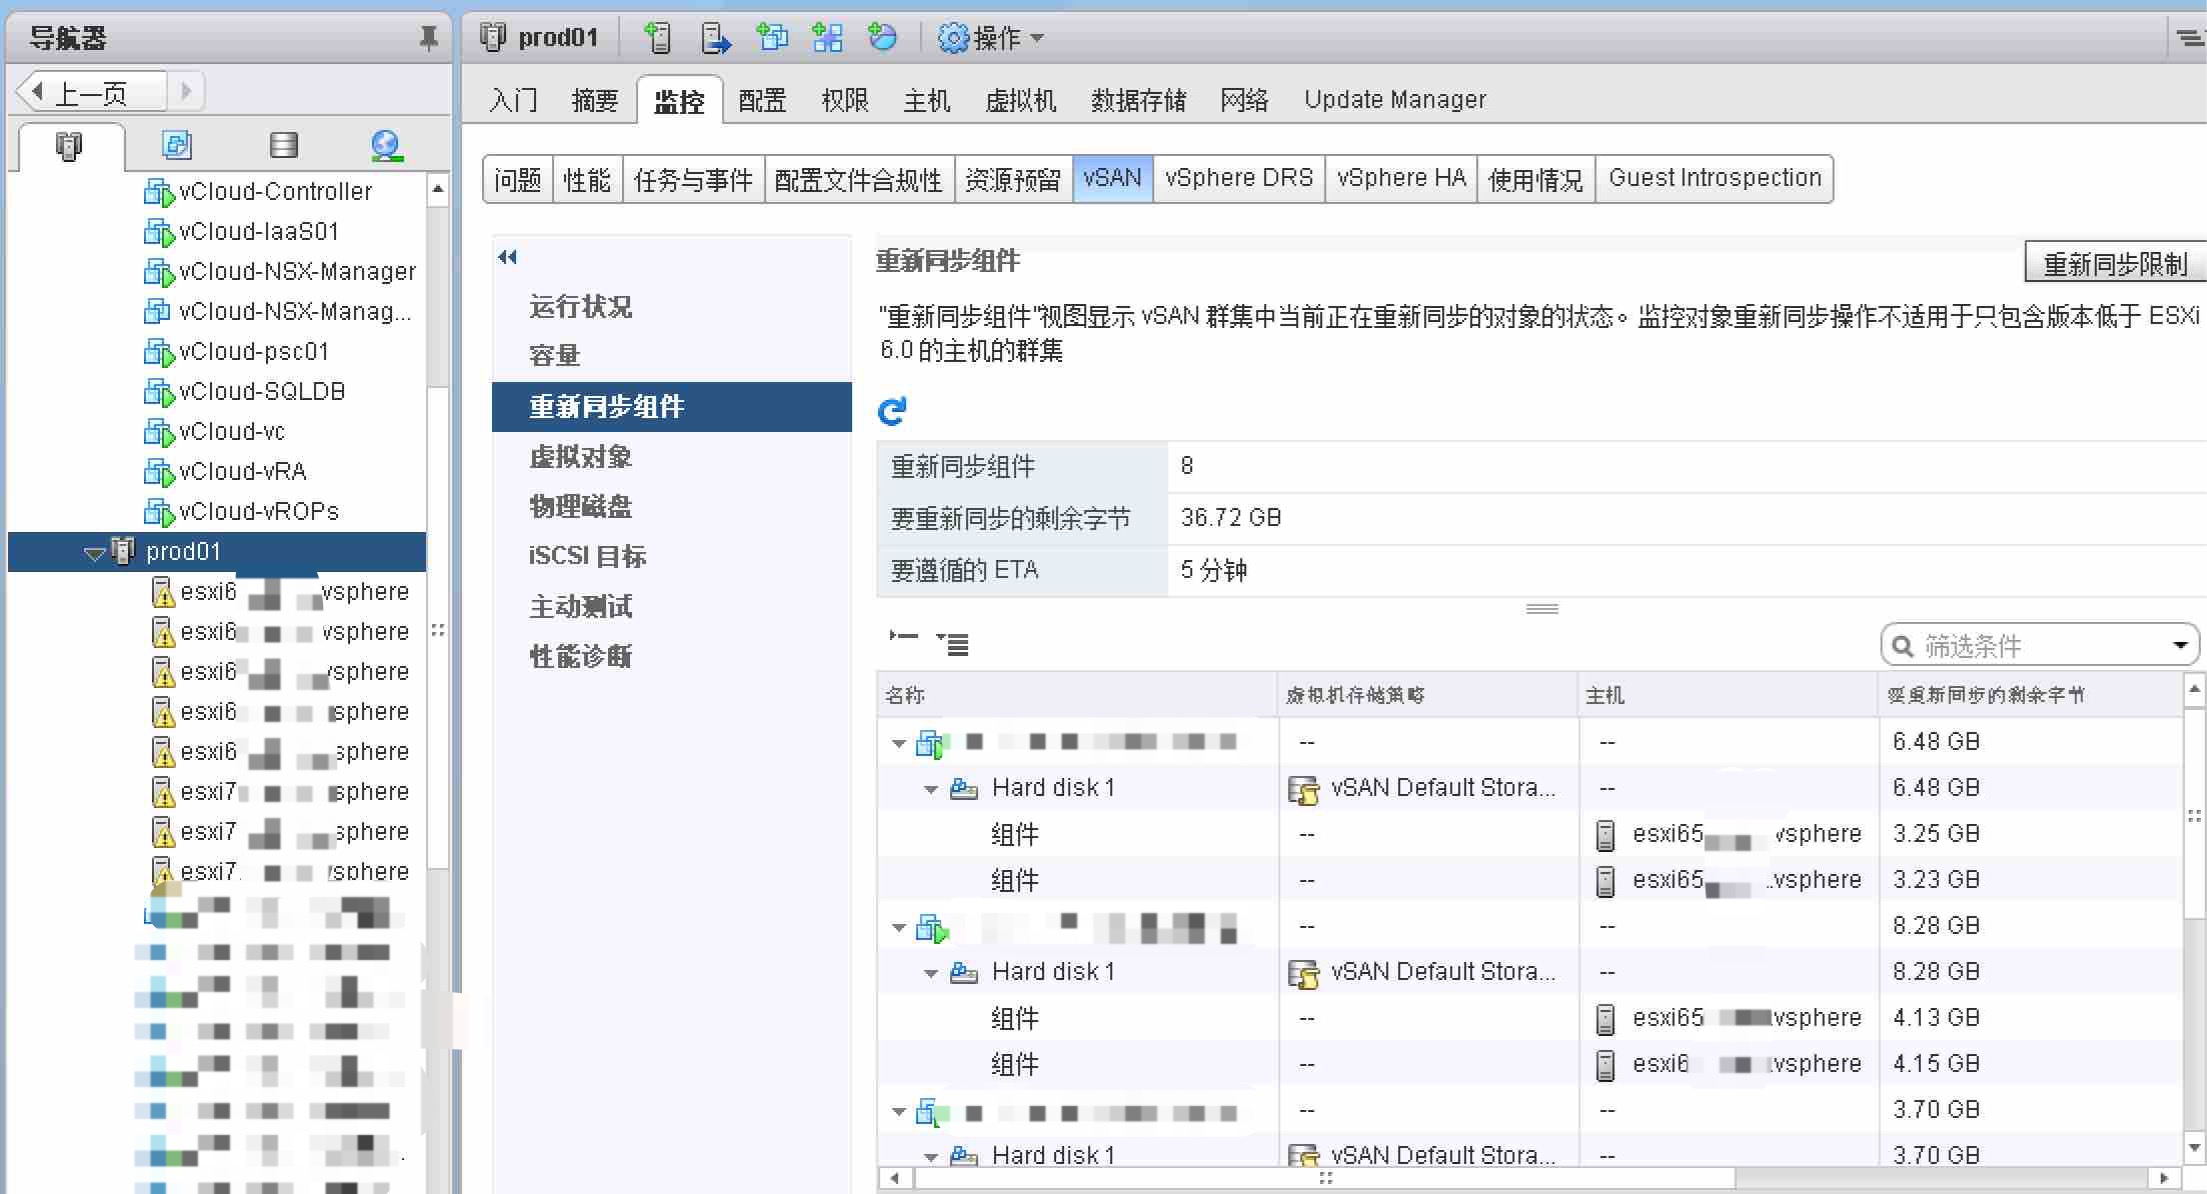 导航器
上一页
vCloud-Controller
vCloud-IaaS01
vCloud-NSX-Manager
vCloud-NSX-Manag...
vCloud-psc01
vCloud-SQLDB
vCloud-vc
vCloud-vRA
vCloud-vROPs
prod01
esxi6 vsphere
esxi6 vsphere
esxi6 vsphere
esxi6 sphere
esxi6 sphere
esxi7 sphere
esxi7 sphere
esxi7 vsphere
prod01 操作
入门 摘要 监控 配置 权限 主机 虚拟机 数据存储 网络 Update Manager
问题 性能 任务与事件 配置文件合规性 资源预留 vSAN vSphere DRS vSphere HA 使用情况 Guest Introspection
运行状况
容量
重新同步组件
虚拟对象
物理磁盘
iSCSI 目标
主动测试
性能诊断
重新同步组件 重新同步限制
"重新同步组件"视图显示 vSAN 群集中当前正在重新同步的对象的状态。监控对象重新同步操作不适用于只包含版本低于 ESXi
6.0 的主机的群集
重新同步组件 8
要重新同步的剩余字节 36.72 GB
要遵循的 ETA 5 分钟
筛选条件
名称 虚拟机存储策略 主机 要重新同步的剩余字节
-- -- 6.48 GB
Hard disk 1 vSAN Default Stora... -- 6.48 GB
组件 -- esxi65 vsphere 3.25 GB
组件 -- esxi65 .vsphere 3.23 GB
-- -- 8.28 GB
Hard disk 1 vSAN Default Stora... -- 8.28 GB
组件 -- esxi65 vsphere 4.13 GB
组件 -- esxi6 vsphere 4.15 GB
-- -- 3.70 GB
Hard disk 1 vSAN Default Stora... -- 3.70 GB